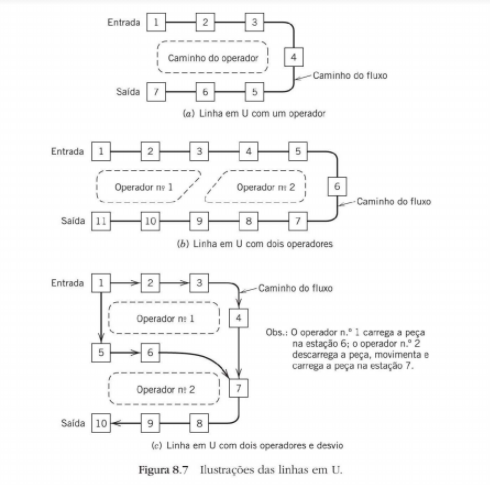 Entrada 1 2 3
Caminho do operador 4
Caminho do fluxo
Saída 7 6 5
(a) Linha em U com um operador
Entrada 1 2 3 4 5
Operador nº 1 Operador nº 2 6
Caminho do fluxo
Saída 11 10 9 8 7
(b) Linha em U com dois operadores
Entrada 1 2 3
Caminho do fluxo
Operador nº 1 4
Obs.: O operador n.º 1 carrega a peça
na estação 6; o operador n.º 2
descarrega a peça, movimenta e
carrega a peça na estação 7.
5 6
Operador nº 2 7
Saída 10 9 8
(c) Linha em U com dois operadores e desvio
Figura 8.7 Ilustrações das linhas em U.